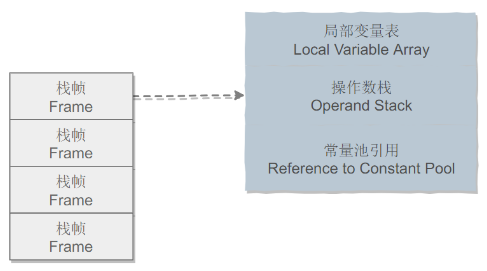 局部变量表
Local Variable Array
操作数栈
Operand Stack
常量池引用
Reference to Constant Pool
栈帧
Frame
栈帧
Frame
栈帧
Frame
栈帧
Frame